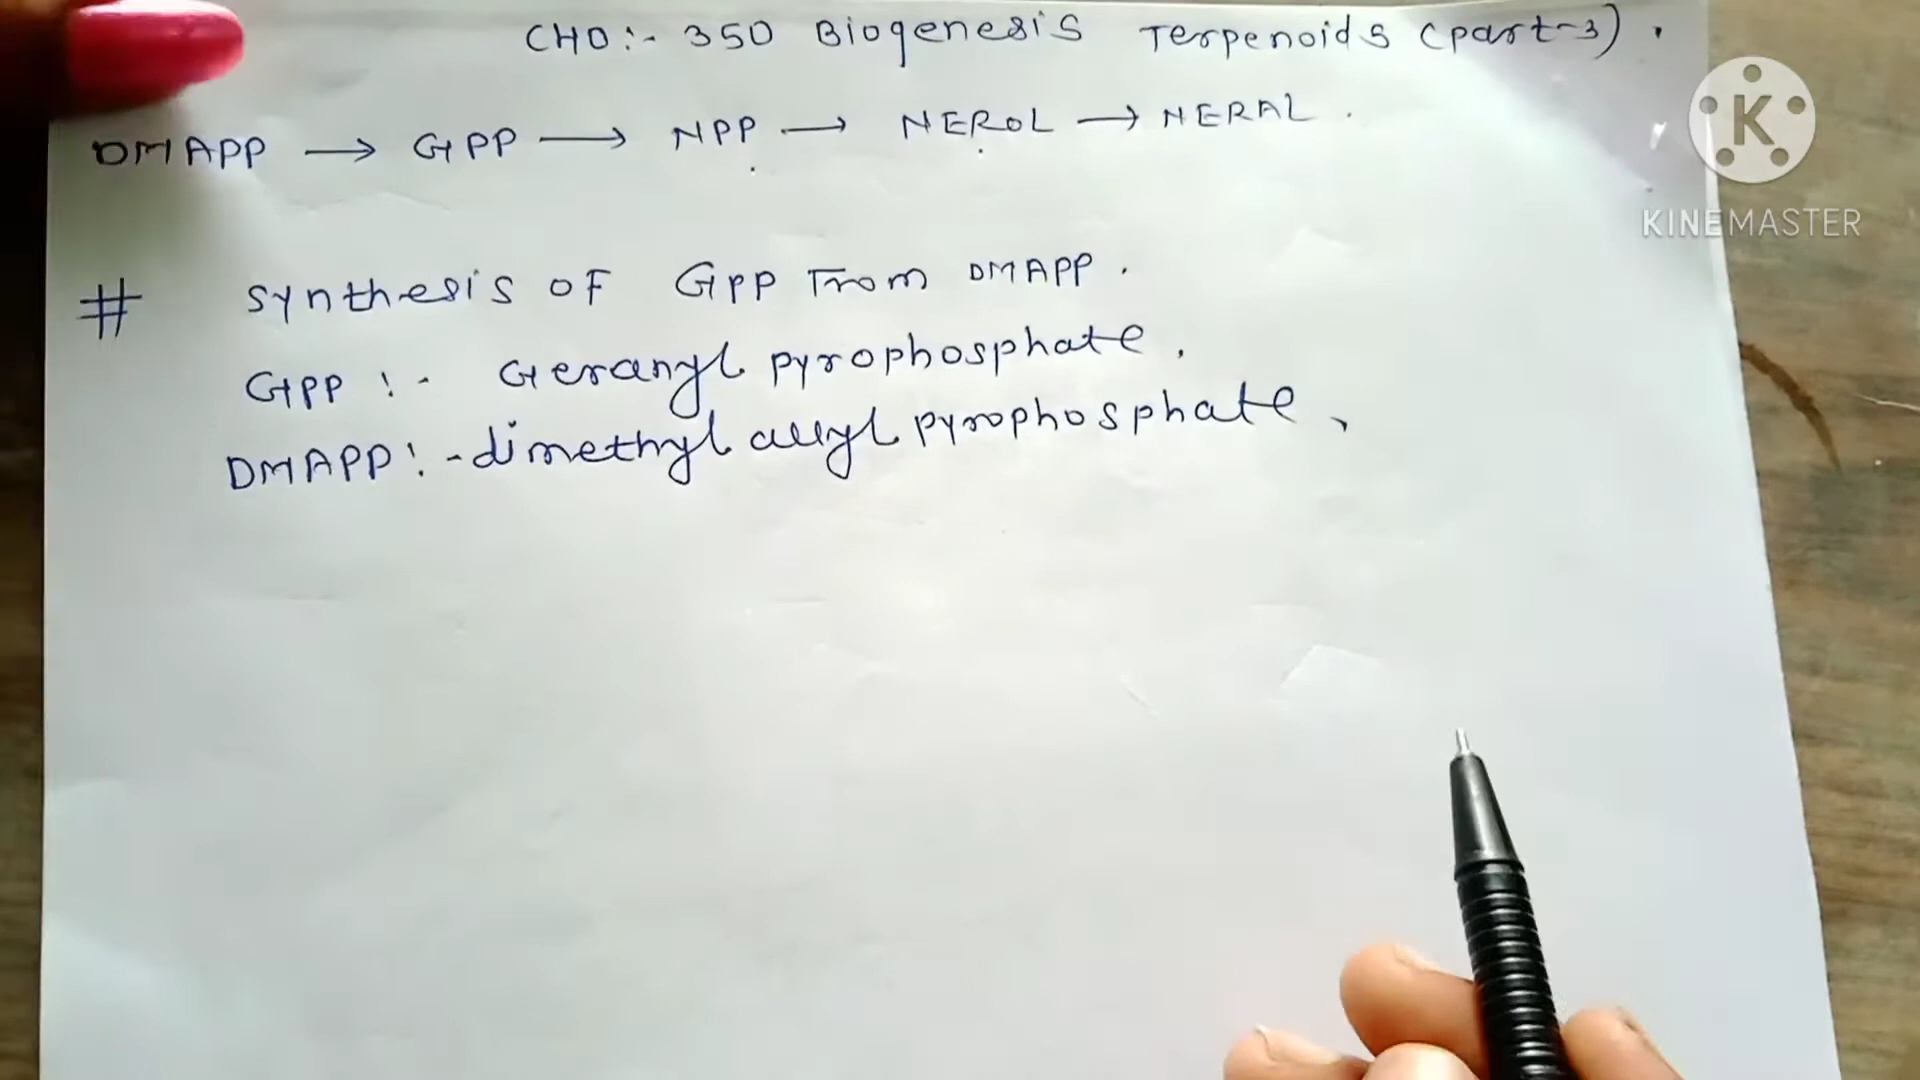 CHO:- 350 Biogenesis Terpenoids (part-3).
DMAPP → GPP → NPP → NEROL → NERAL.
KINEMASTER
# Synthesis of GPP From DMAPP.
GPP :- Geranyl pyrophosphate.
DMAPP :- dimethyl allyl pyrophosphate,